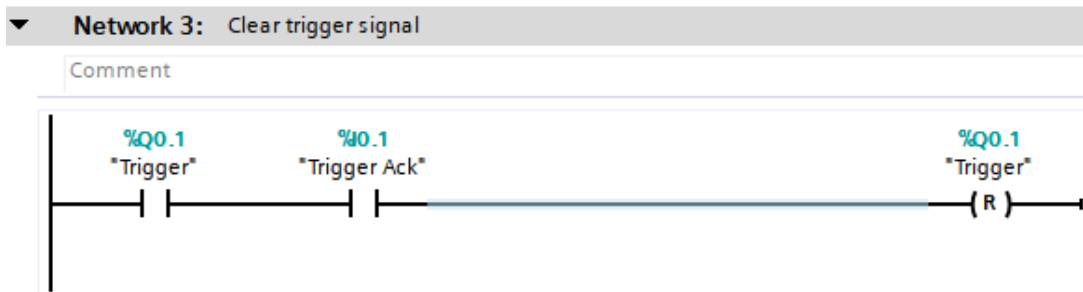 Network 3: Clear trigger signal
Comment
%Q0.1 %I0.1 %Q0.1
"Trigger" "Trigger Ack" "Trigger"
R